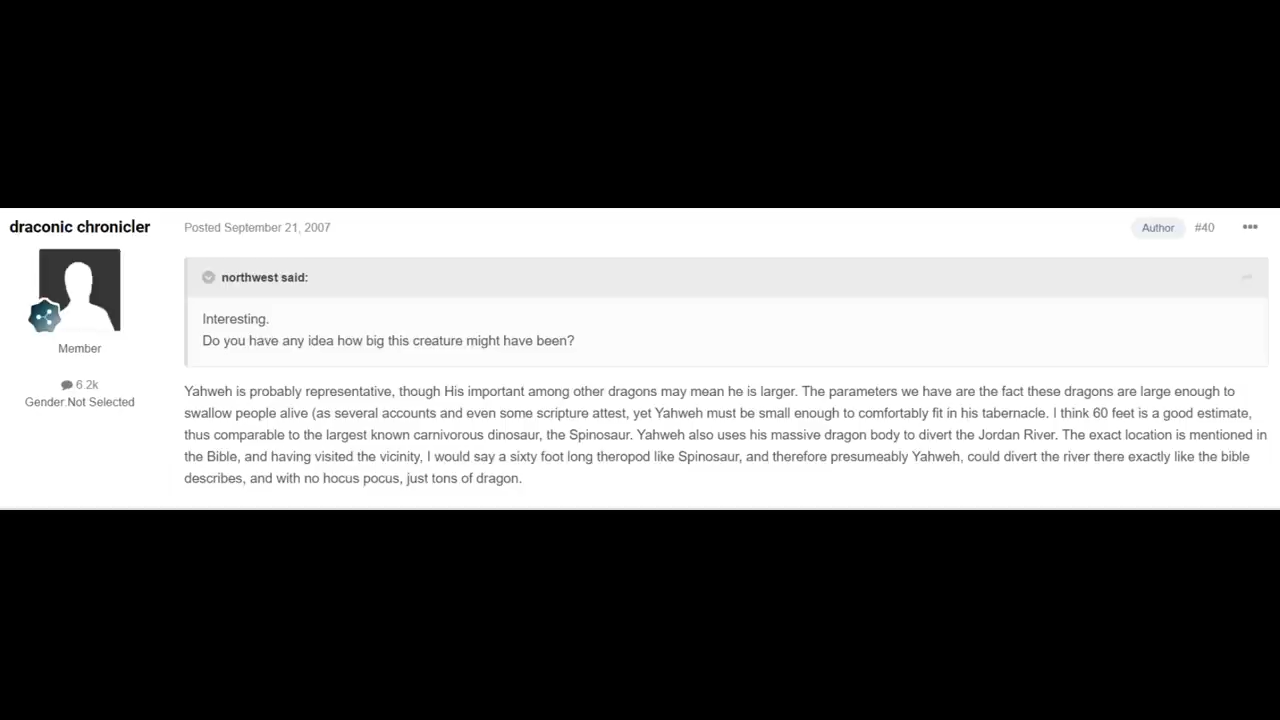 draconic chronicler
Posted September 21, 2007
Author #40 •••
northwest said:
Interesting.
Do you have any idea how big this creature might have been?
Member
6.2k
Gender:Not Selected
Yahweh is probably representative, though His important among other dragons may mean he is larger. The parameters we have are the fact these dragons are large enough to
swallow people alive (as several accounts and even some scripture attest, yet Yahweh must be small enough to comfortably fit in his tabernacle. I think 60 feet is a good estimate,
thus comparable to the largest known carnivorous dinosaur, the Spinosaur. Yahweh also uses his massive dragon body to divert the Jordan River. The exact location is mentioned in
the Bible, and having visited the vicinity, I would say a sixty foot long theropod like Spinosaur, and therefore presumeably Yahweh, could divert the river there exactly like the bible
describes, and with no hocus pocus, just tons of dragon.